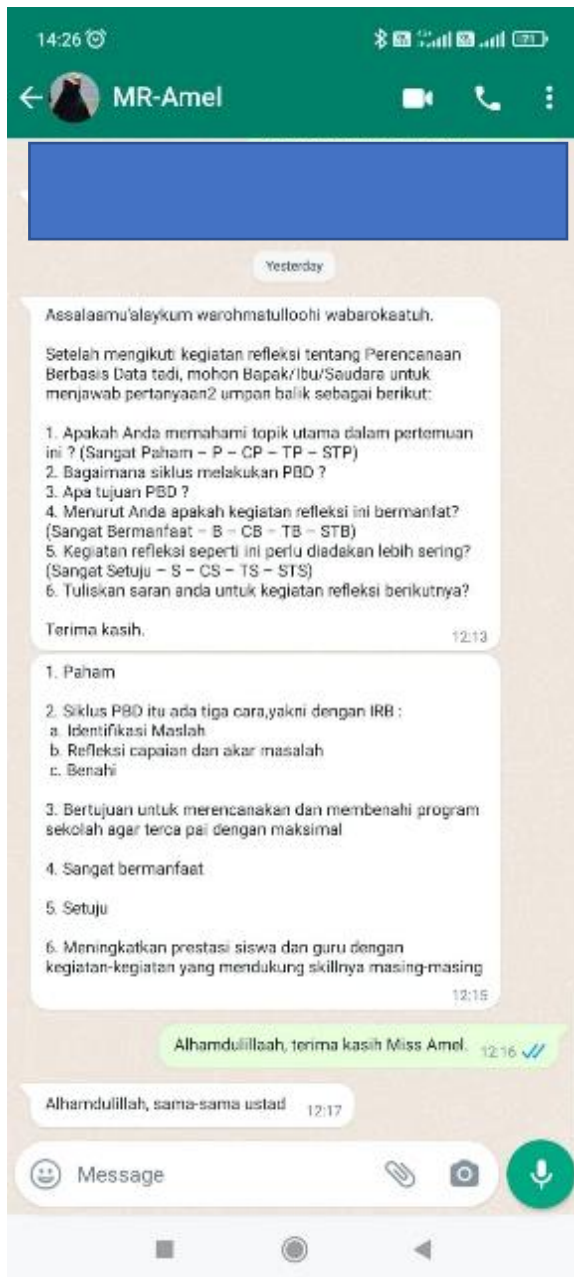 14:26
71
MR-Amel
Yesterday
Assalaamu'alaykum warohmatulloohi wabarokaatuh.
Setelah mengikuti kegiatan refleksi tentang Perencanaan
Berbasis Data tadi, mohon Bapak/Ibu/Saudara untuk
menjawab pertanyaan2 umpan balik sebagai berikut:
1. Apakah Anda memahami topik utama dalam pertemuan
ini ? (Sangat Paham – P – CP – TP – STP)
2. Bagaimana siklus melakukan PBD ?
3. Apa tujuan PBD ?
4. Menurut Anda apakah kegiatan refleksi ini bermanfat?
(Sangat Bermanfaat – B – CB – TB – STB)
5. Kegiatan refleksi seperti ini perlu diadakan lebih sering?
(Sangat Setuju – S – CS – TS – STS)
6. Tuliskan saran anda untuk kegiatan refleksi berikutnya?
Terima kasih.
12:13
1. Paham
2. Siklus PBD itu ada tiga cara,yakni dengan IRB :
a. Identifikasi Maslah
b. Refleksi capaian dan akar masalah
c. Benahi
3. Bertujuan untuk merencanakan dan membenahi program
sekolah agar terca pai dengan maksimal
4. Sangat bermanfaat
5. Setuju
6. Meningkatkan prestasi siswa dan guru dengan
kegiatan-kegiatan yang mendukung skillnya masing-masing
12:15
Alhamdulillaah, terima kasih Miss Amel. 12:16
Alhamdulillah, sama-sama ustad 12:17
Message